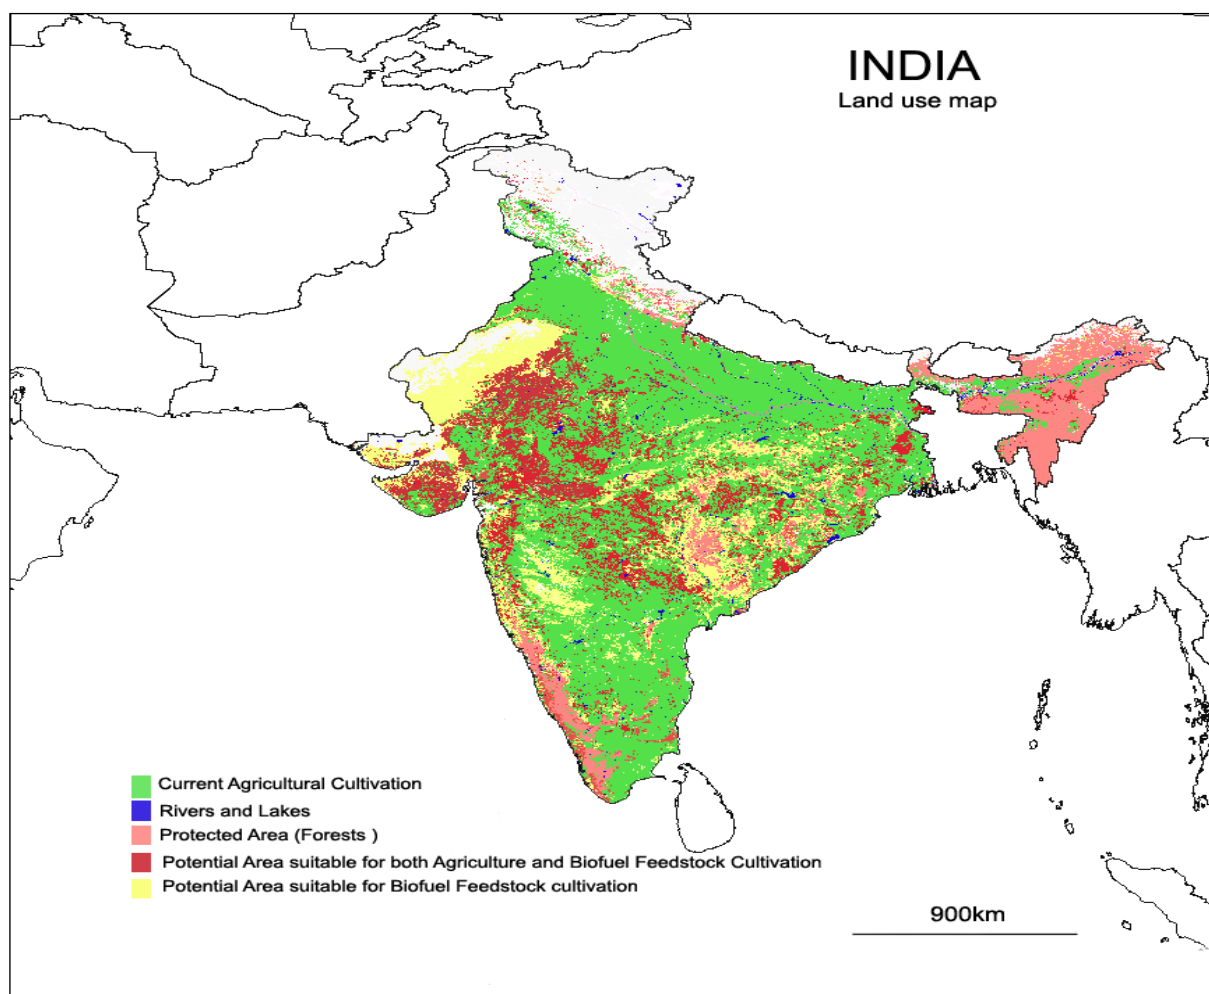 INDIA
Land use map
Current Agricultural Cultivation
Rivers and Lakes
Protected Area (Forests )
Potential Area suitable for both Agriculture and Biofuel Feedstock Cultivation
Potential Area suitable for Biofuel Feedstock cultivation
900km